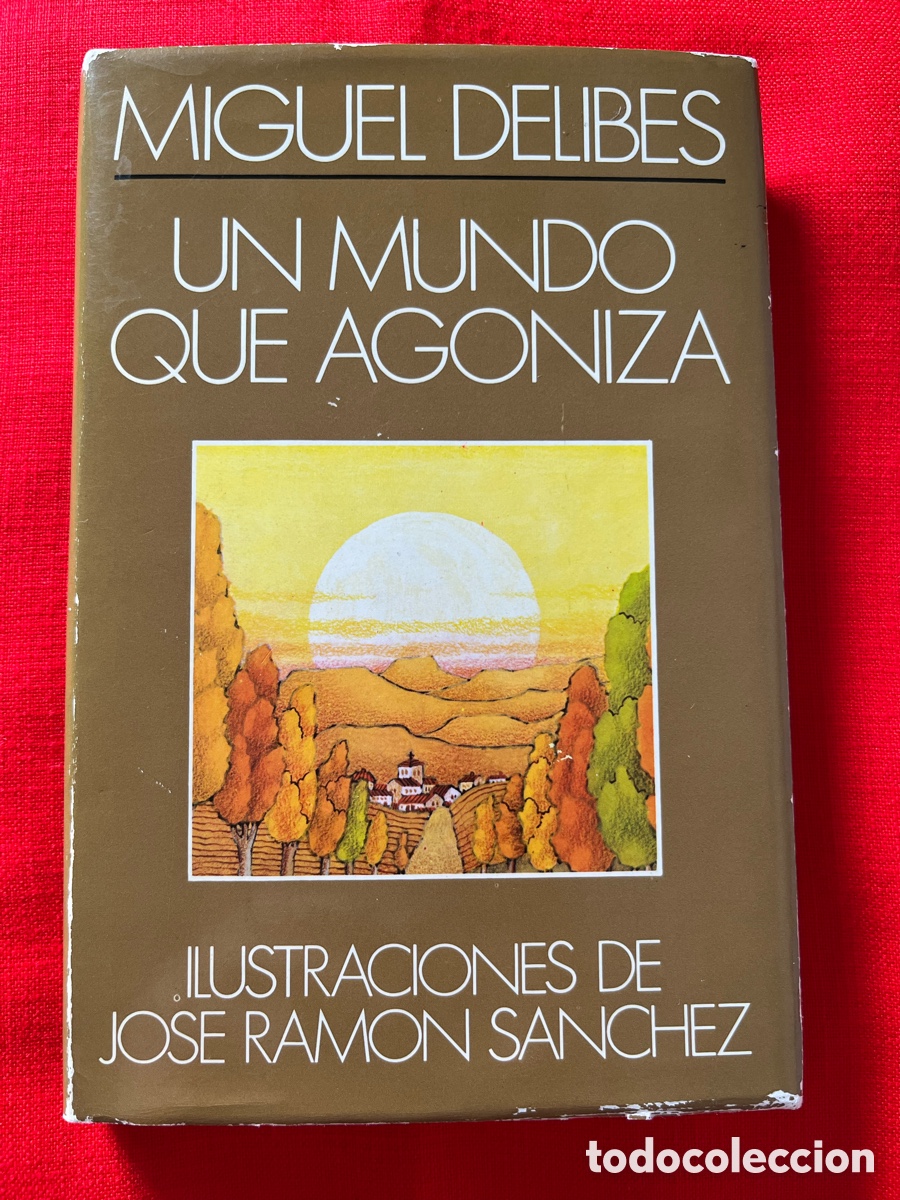 MIGUEL DELIBES
UN MUNDO
QUE AGONIZA
ILUSTRACIONES DE
JOSE RAMON SANCHEZ
todocoleccion